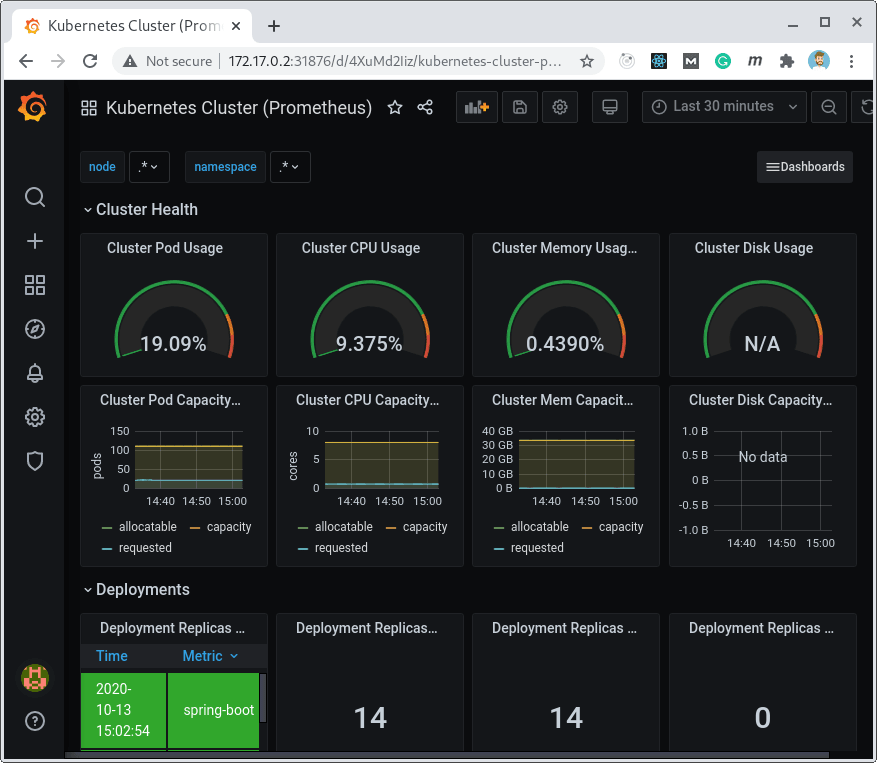 Kubernetes Cluster (Prom
Not secure 172.17.0.2:31876/d/4XuMd2Iiz/kubernetes-cluster-p…
Kubernetes Cluster (Prometheus)
Last 30 minutes
node .* namespace .* Dashboards
Cluster Health
Cluster Pod Usage
19.09%
Cluster CPU Usage
9.375%
Cluster Memory Usag…
0.4390%
Cluster Disk Usage
N/A
Cluster Pod Capacity…
pods
150
100
50
0
14:40 14:50 15:00
allocatable capacity
requested
Cluster CPU Capacity…
cores
10
5
0
14:40 14:50 15:00
allocatable capacity
requested
Cluster Mem Capacit…
40 GB
30 GB
20 GB
10 GB
0 B
14:40 14:50 15:00
allocatable capacity
requested
Cluster Disk Capacity…
1.0 B
0.5 B
0 B
-0.5 B
-1.0 B
No data
14:40 14:50 15:00
Deployments
Deployment Replicas …
Time Metric
2020-
10-13
15:02:54
spring-boot
Deployment Replicas…
14
Deployment Replicas …
14
Deployment Replicas …
0